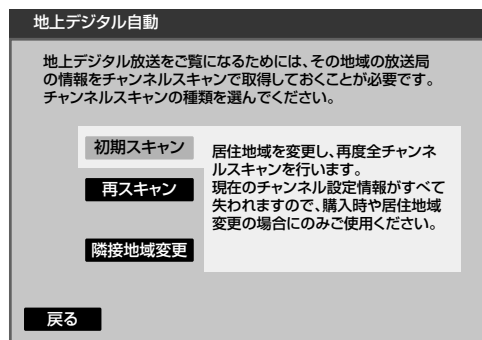 地上デジタル自動
地上デジタル放送をご覧になるためには、その地域の放送局
の情報をチャンネルスキャンで取得しておくことが必要です。
チャンネルスキャンの種類を選んでください。
初期スキャン
居住地域を変更し、再度全チャンネ
ルスキャンを行います。
現在のチャンネル設定情報がすべて
失われますので、購入時や居住地域
変更の場合にのみご使用ください。
再スキャン
隣接地域変更
戻る